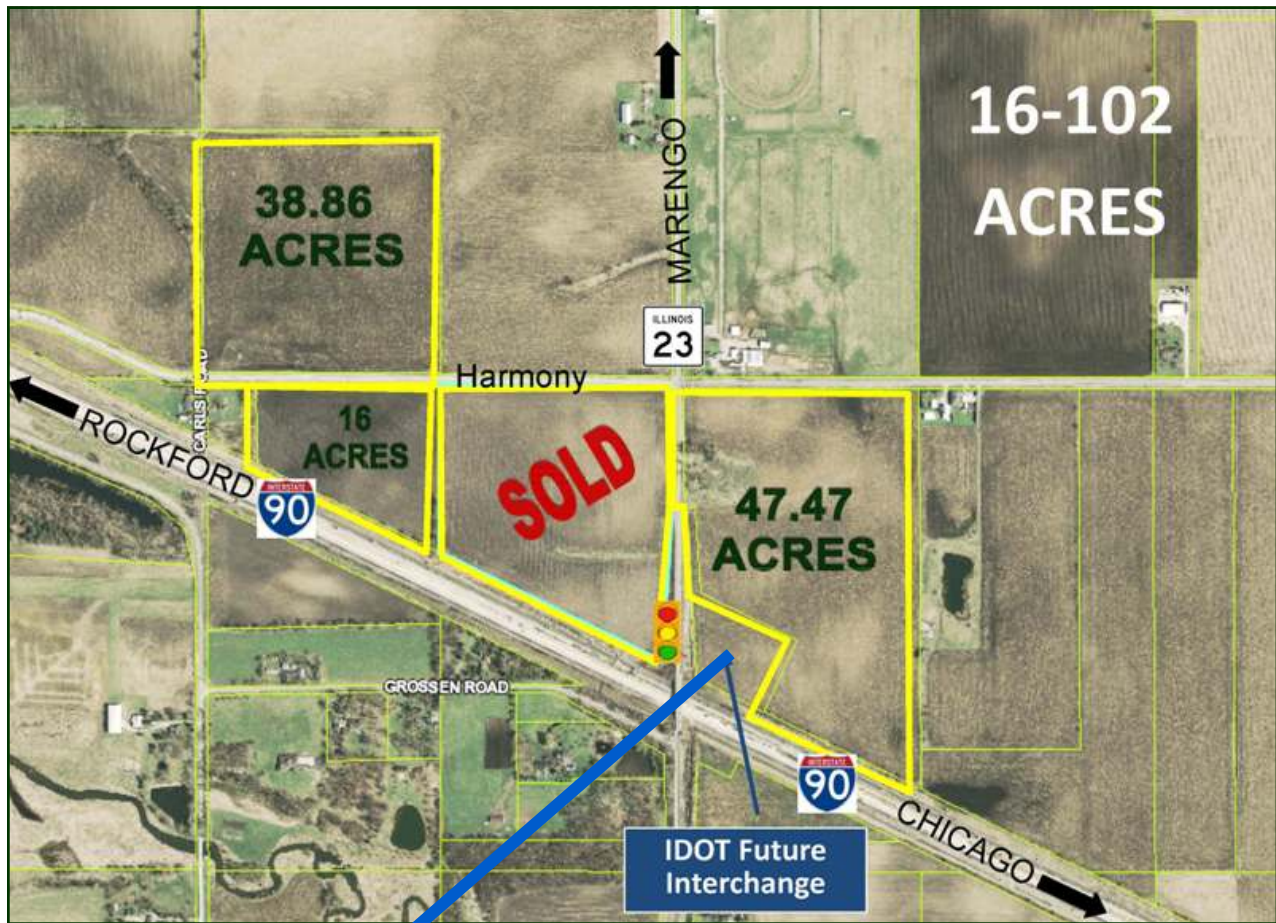 16-102
ACRES
38.86
ACRES
MARENGO
ILLINOIS
23
Harmony
16
ACRES
SOLD
47.47
ACRES
ROCKFORD
INTERSTATE
90
GROSSEN ROAD
INTERSTATE
90
CHICAGO
IDOT Future
Interchange